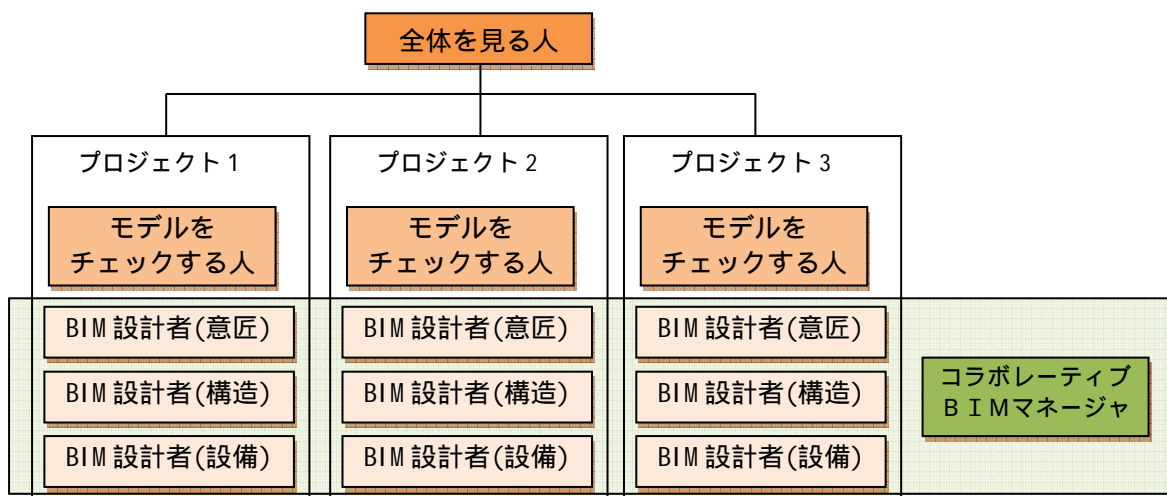 全体を見る人
プロジェクト1
プロジェクト2
プロジェクト3
モデルを
チェックする人
モデルを
チェックする人
モデルを
チェックする人
BIM設計者(意匠)
BIM設計者(意匠)
BIM設計者(意匠)
BIM設計者(構造)
BIM設計者(構造)
BIM設計者(構造)
コラボレーティブ
ＢＩＭマネージャ
BIM設計者(設備)
BIM設計者(設備)
BIM設計者(設備)